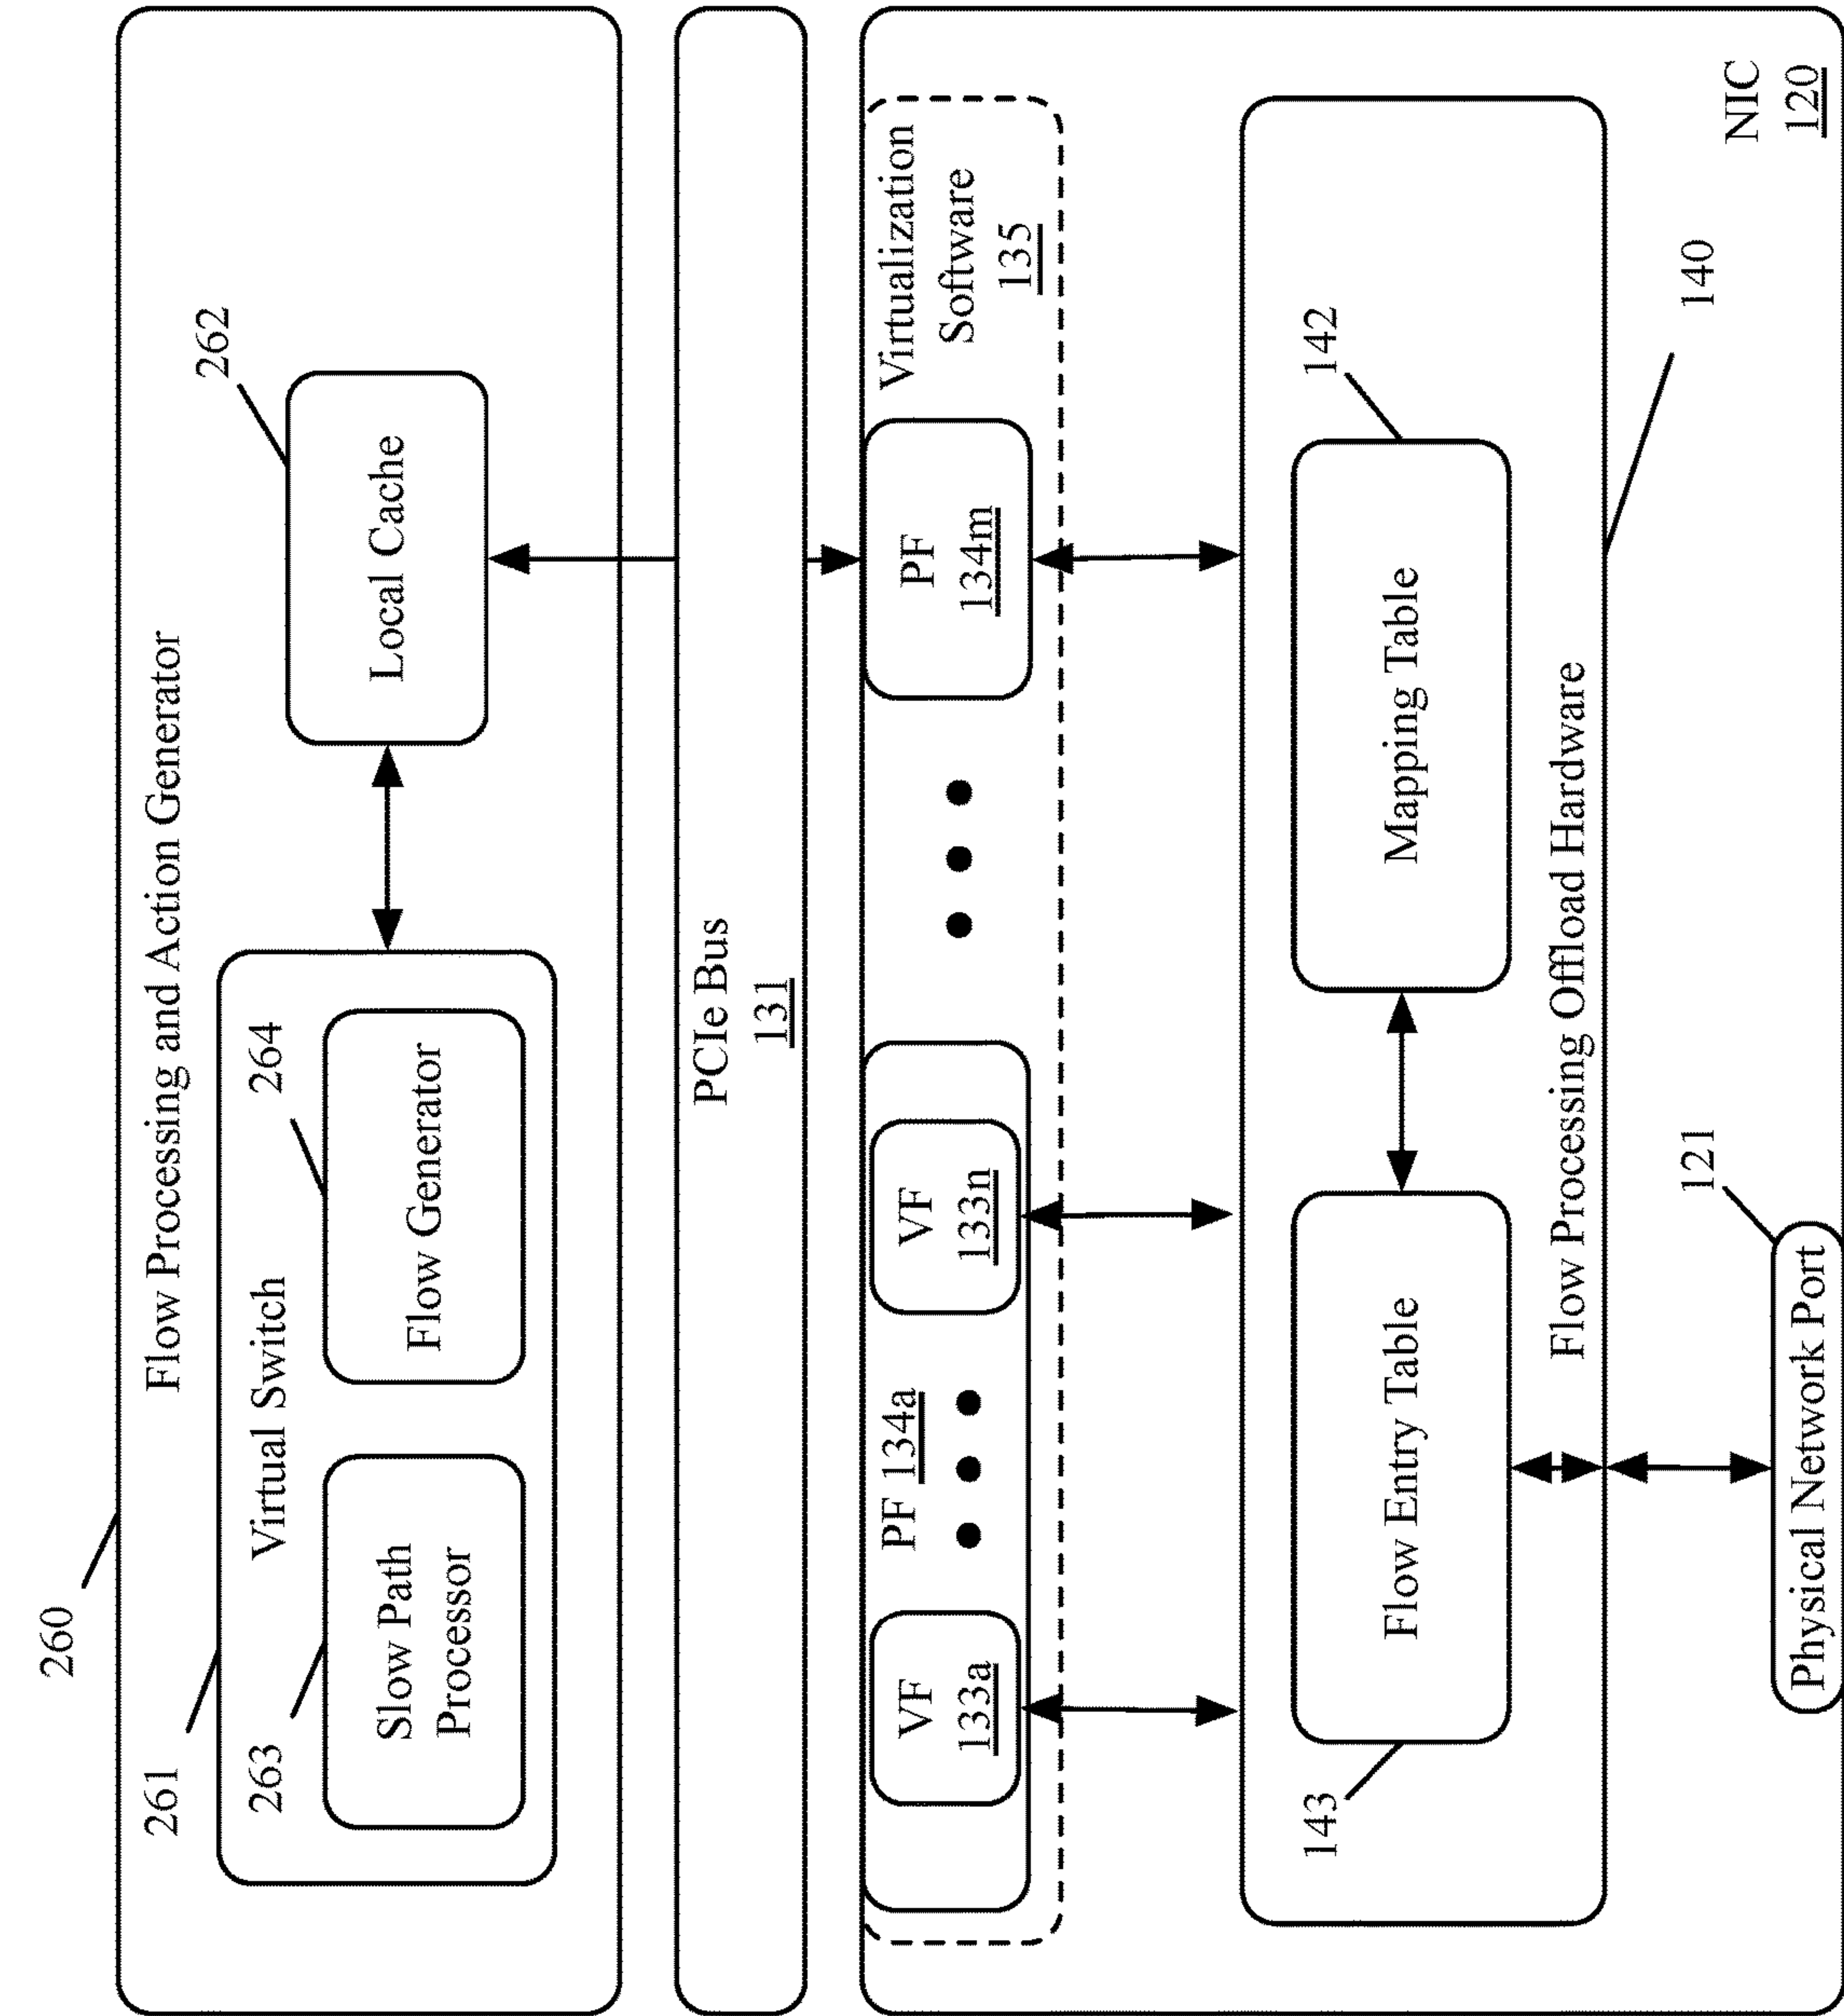 260
Flow Processing and Action Generator
261
Virtual Switch
263
264
262
Slow Path
Processor
Flow Generator
Local Cache
PCIe Bus
131
VF
133a
PF 134a
VF
133n
PF
134m
Virtualization
Software
135
143
142
Flow Entry Table
Mapping Table
Flow Processing Offload Hardware
140
121
Physical Network Port
NIC
120